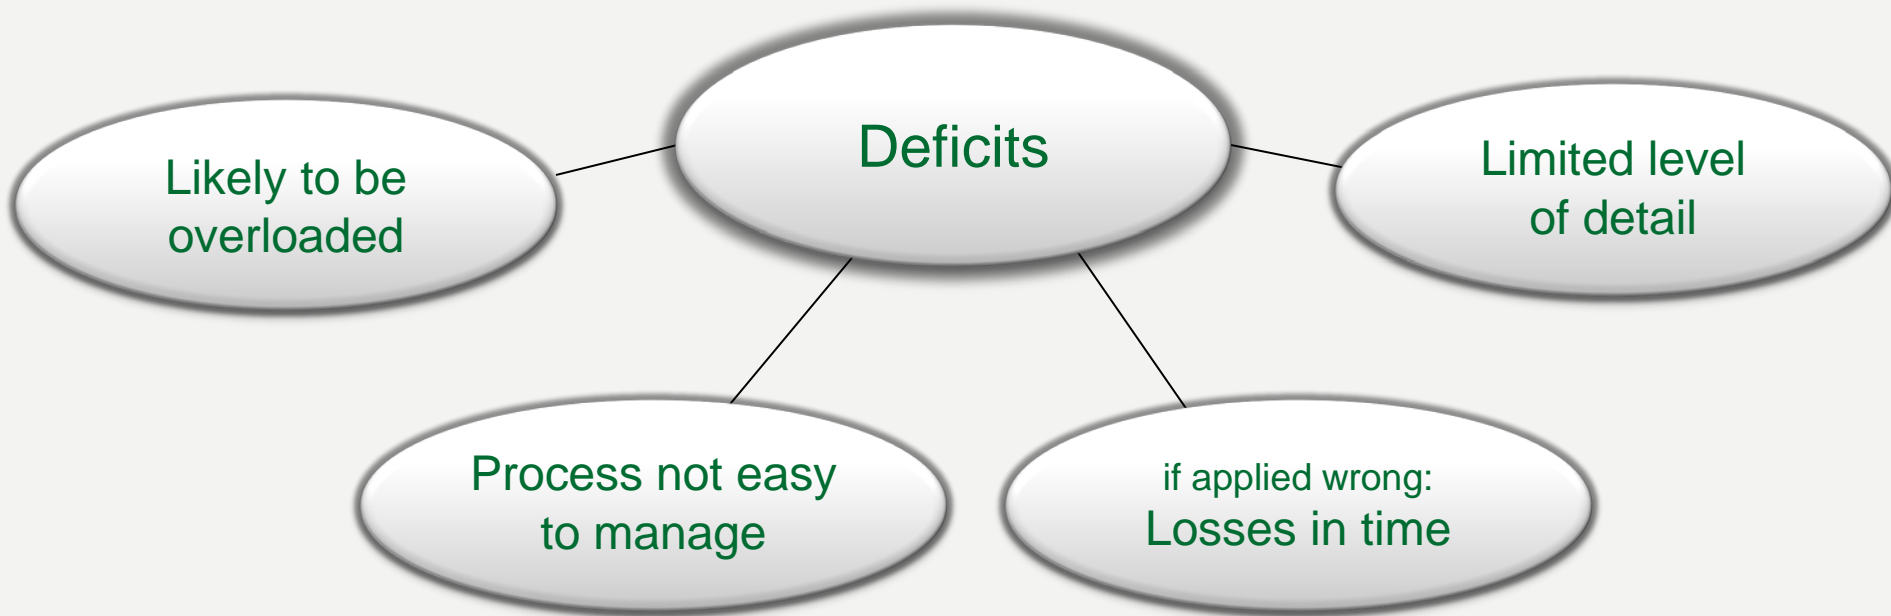 Deficits
Likely to be
overloaded
Limited level
of detail
Process not easy
to manage
if applied wrong:
Losses in time